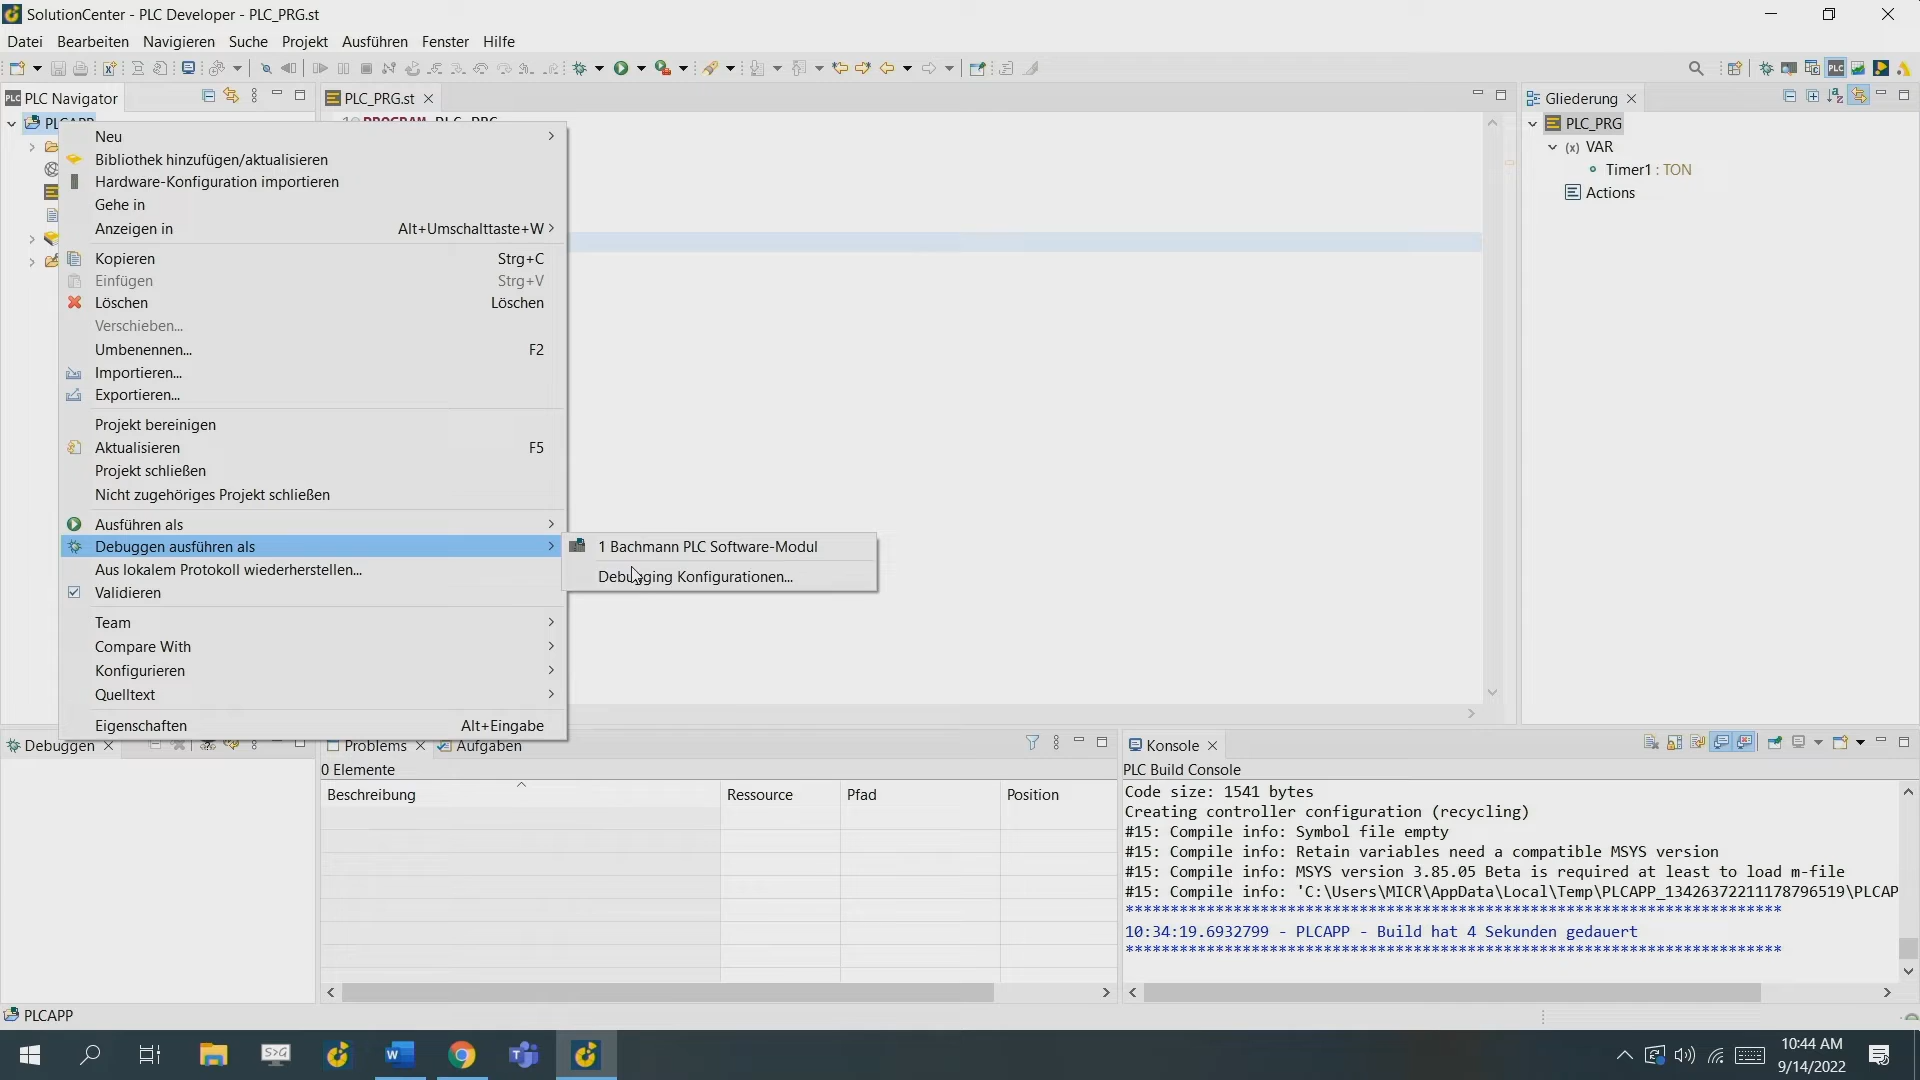 SolutionCenter - PLC Developer - PLC_PRG.st
Datei Bearbeiten Navigieren Suche Projekt Ausführen Fenster Hilfe
PLC
PLC PLC Navigator
PLC_PRG.st
Gliederung
PLCAPP
PROGRAM PLC_PRG
PLC_PRG
Neu
(x) VAR
Bibliothek hinzufügen/aktualisieren
Timer1 : TON
Hardware-Konfiguration importieren
Actions
Gehe in
Anzeigen in Alt+Umschalttaste+W
Kopieren Strg+C
Einfügen Strg+V
Löschen Löschen
Verschieben...
Umbenennen... F2
Importieren...
Exportieren...
Projekt bereinigen
Aktualisieren F5
Projekt schließen
Nicht zugehöriges Projekt schließen
Ausführen als
Debuggen ausführen als
1 Bachmann PLC Software-Modul
Aus lokalem Protokoll wiederherstellen...
Debugging Konfigurationen...
Validieren
Team
Compare With
Konfigurieren
Quelltext
Eigenschaften Alt+Eingabe
Debuggen
Problems Aufgaben
Konsole
0 Elemente
PLC Build Console
Beschreibung Ressource Pfad Position
Code size: 1541 bytes
Creating controller configuration (recycling)
#15: Compile info: Symbol file empty
#15: Compile info: Retain variables need a compatible MSYS version
#15: Compile info: MSYS version 3.85.05 Beta is required at least to load m-file
#15: Compile info: 'C:\Users\MICR\AppData\Local\Temp\PLCAPP_13426372211178796519\PLCAP
*************************************************************************
10:34:19.6932799 - PLCAPP - Build hat 4 Sekunden gedauert
*************************************************************************
PLCAPP
10:44 AM
9/14/2022